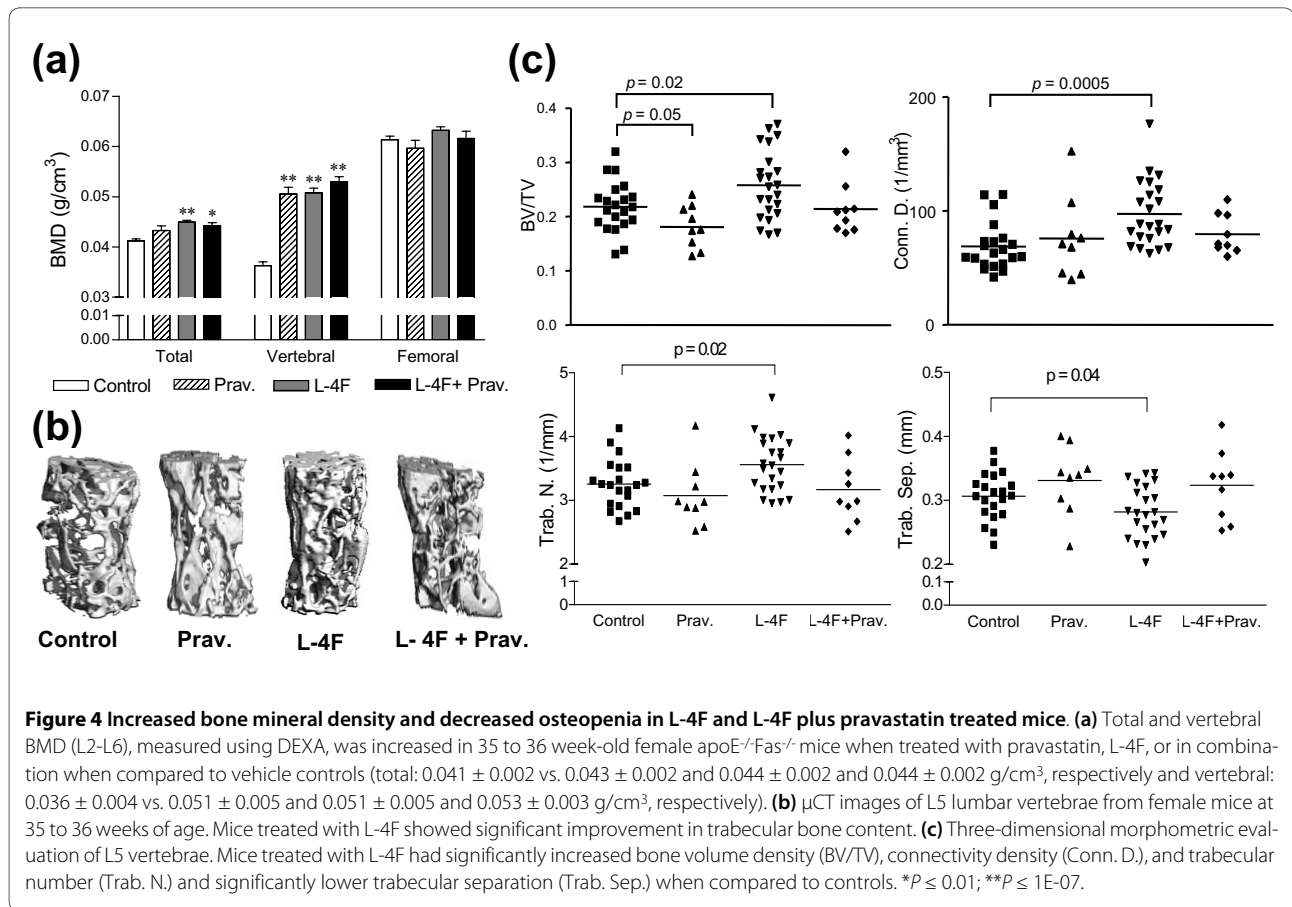 (a)
0.07
0.06
0.05
0.04
0.03
0.01
0.00
BMD (g/cm³)
** *
** ** **
Total Vertebral Femoral
Control Prav. L-4F L-4F+ Prav.
(b)
Control Prav. L-4F L- 4F + Prav.
(c)
p = 0.02
p = 0.05
0.4
0.3
0.2
0.1
0.0
BV/TV
p = 0.0005
200
100
0
Conn. D. (1/mm³)
p = 0.02
5
4
3
2
1
0
Trab. N. (1/mm)
Control Prav. L-4F L-4F+Prav.
p = 0.04
0.5
0.4
0.3
0.2
0.1
0.0
Trab. Sep. (mm)
Control Prav. L-4F L-4F+Prav.
Figure 4 Increased bone mineral density and decreased osteopenia in L-4F and L-4F plus pravastatin treated mice. (a) Total and vertebral
BMD (L2-L6), measured using DEXA, was increased in 35 to 36 week-old female apoE-/-Fas-/- mice when treated with pravastatin, L-4F, or in combina-
tion when compared to vehicle controls (total: 0.041 ± 0.002 vs. 0.043 ± 0.002 and 0.044 ± 0.002 and 0.044 ± 0.002 g/cm³, respectively and vertebral:
0.036 ± 0.004 vs. 0.051 ± 0.005 and 0.051 ± 0.005 and 0.053 ± 0.003 g/cm³, respectively). (b) μCT images of L5 lumbar vertebrae from female mice at
35 to 36 weeks of age. Mice treated with L-4F showed significant improvement in trabecular bone content. (c) Three-dimensional morphometric eval-
uation of L5 vertebrae. Mice treated with L-4F had significantly increased bone volume density (BV/TV), connectivity density (Conn. D.), and trabecular
number (Trab. N.) and significantly lower trabecular separation (Trab. Sep.) when compared to controls. *P ≤ 0.01; **P ≤ 1E-07.